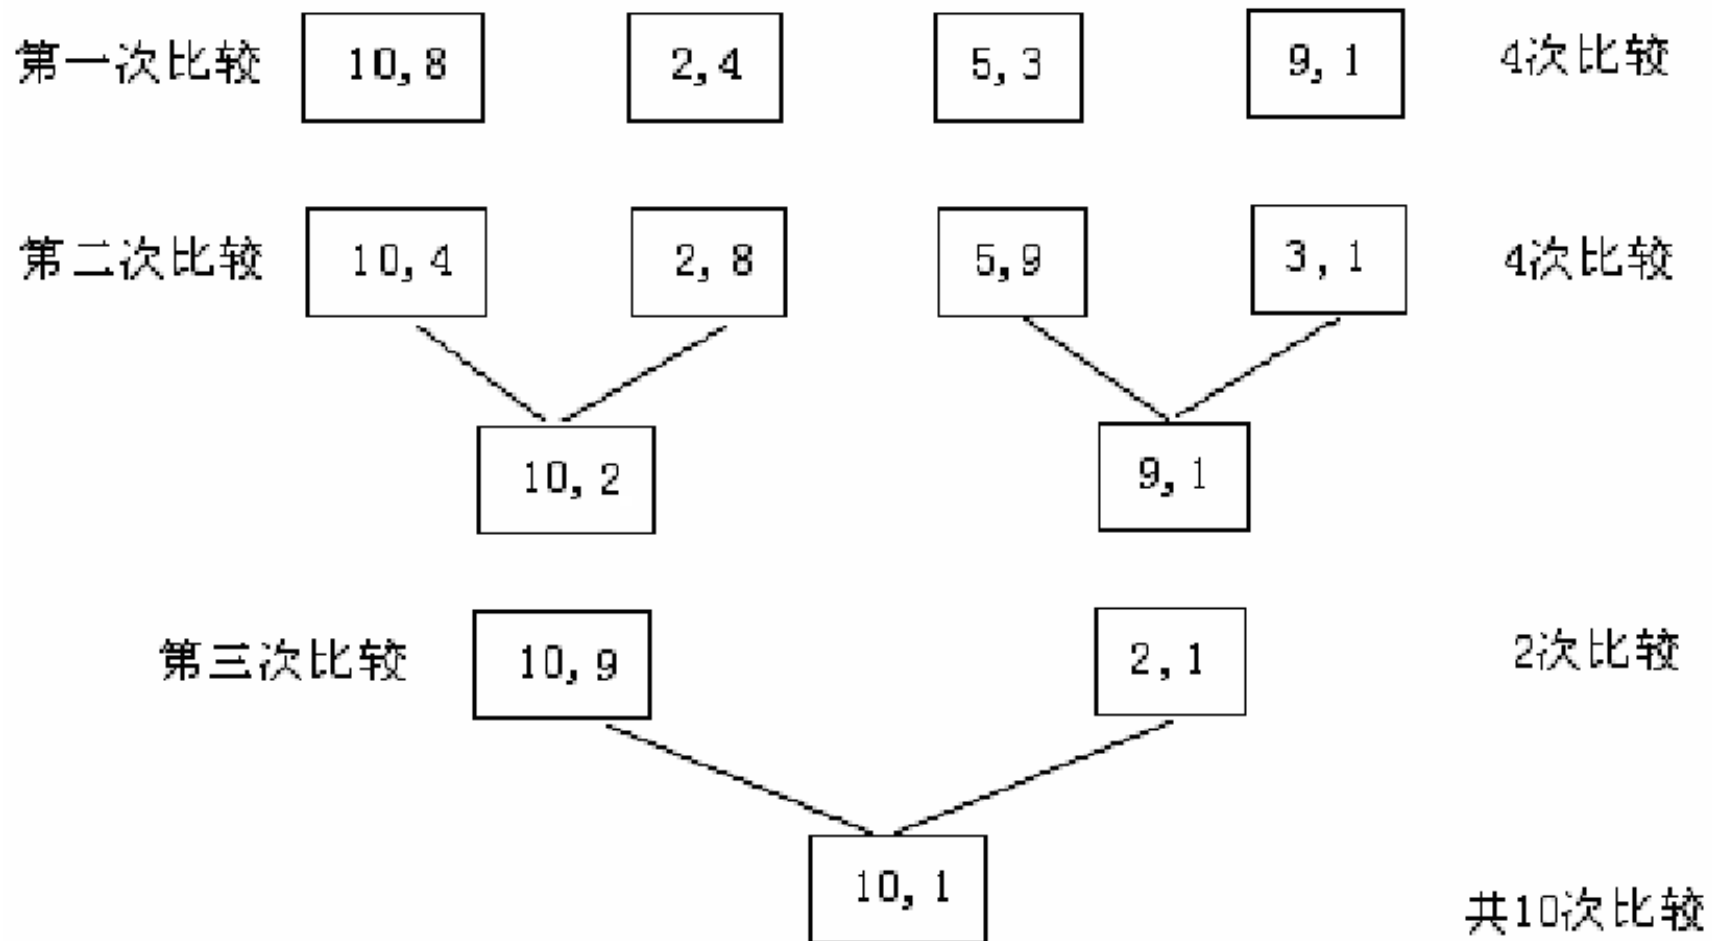 第一次比较 10,8 2,4 5,3 9,1 4次比较
第二次比较 10,4 2,8 5,9 3,1 4次比较
10,2 9,1
第三次比较 10,9 2,1 2次比较
10,1
共10次比较